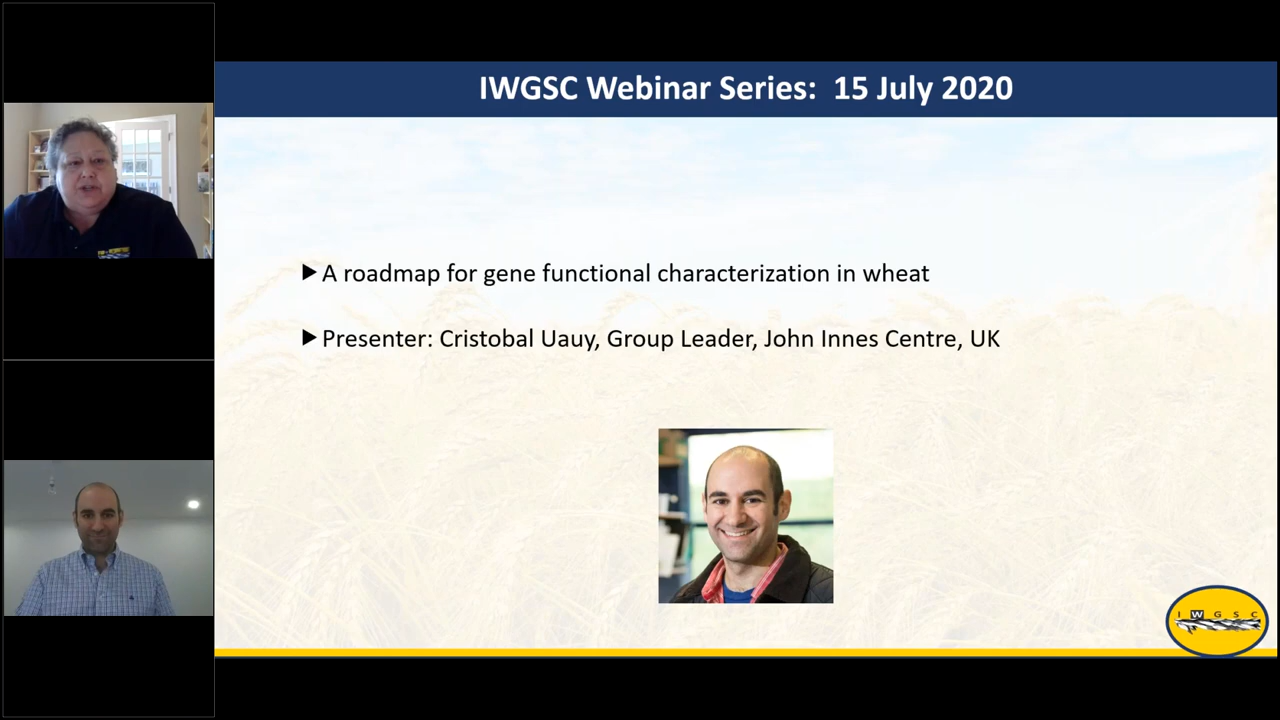 IWGSC Webinar Series: 15 July 2020
A roadmap for gene functional characterization in wheat
Presenter: Cristobal Uauy, Group Leader, John Innes Centre, UK
I W G S C